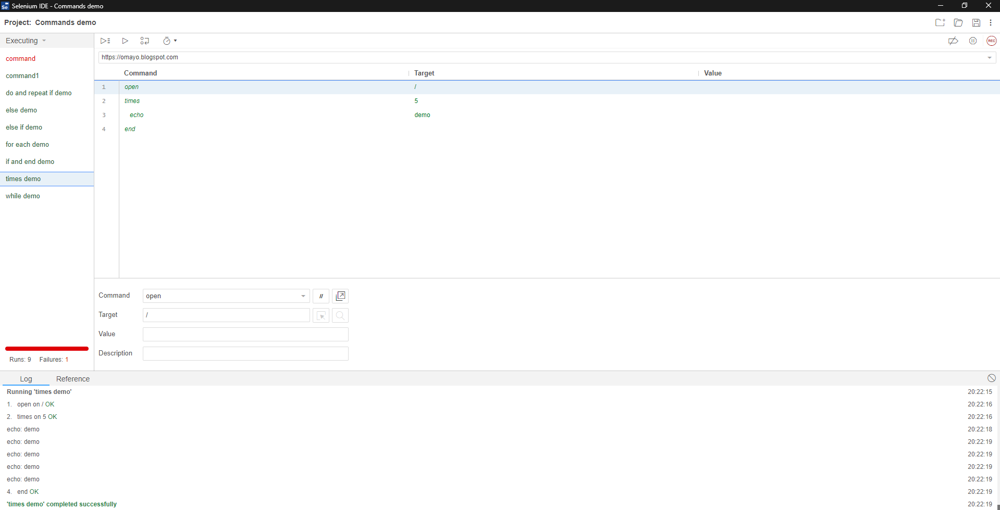 Se Selenium IDE - Commands demo
Project: Commands demo
Executing
REC
command
command1
do and repeat if demo
else demo
else if demo
for each demo
if and end demo
times demo
while demo
Runs: 9 Failures: 1
https://omayo.blogspot.com
Command Target Value
1 open /
2 times 5
3 echo demo
4 end
Command open //
Target /
Value
Description
Log Reference
Running 'times demo' 20:22:15
1. open on / OK 20:22:16
2. times on 5 OK 20:22:16
echo: demo 20:22:18
echo: demo 20:22:19
echo: demo 20:22:19
echo: demo 20:22:19
echo: demo 20:22:19
4. end OK 20:22:19
'times demo' completed successfully 20:22:19